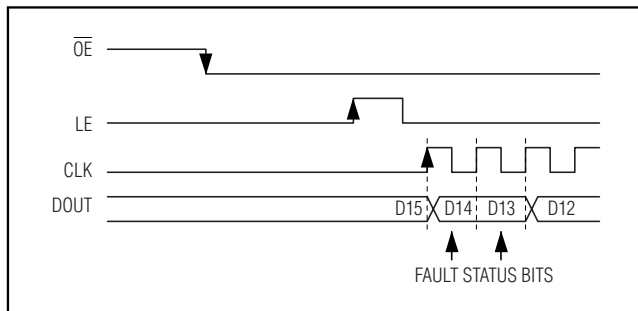 OE
LE
CLK
DOUT D15 D14 D13 D12
FAULT STATUS BITS